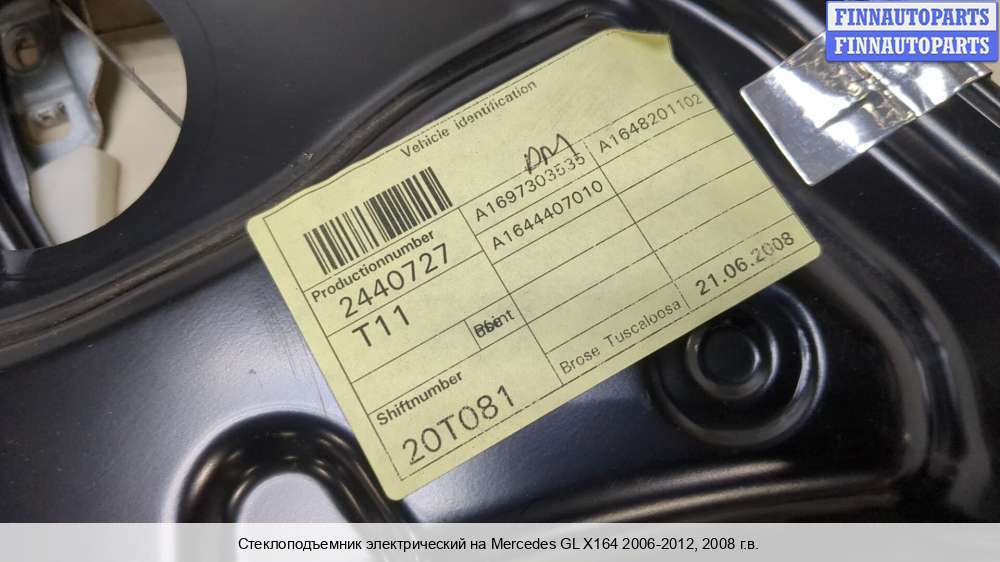 FINNAUTOPARTS
FINNAUTOPARTS
Vehicle identification
Productionnumber
2440727
T11
Print
Shiftnumber
20T081
A1697303535
A1644407010
A1648201102
Brose Tuscaloosa
21.06.2008
Стеклоподъемник электрический на Mercedes GL X164 2006-2012, 2008 г.в.